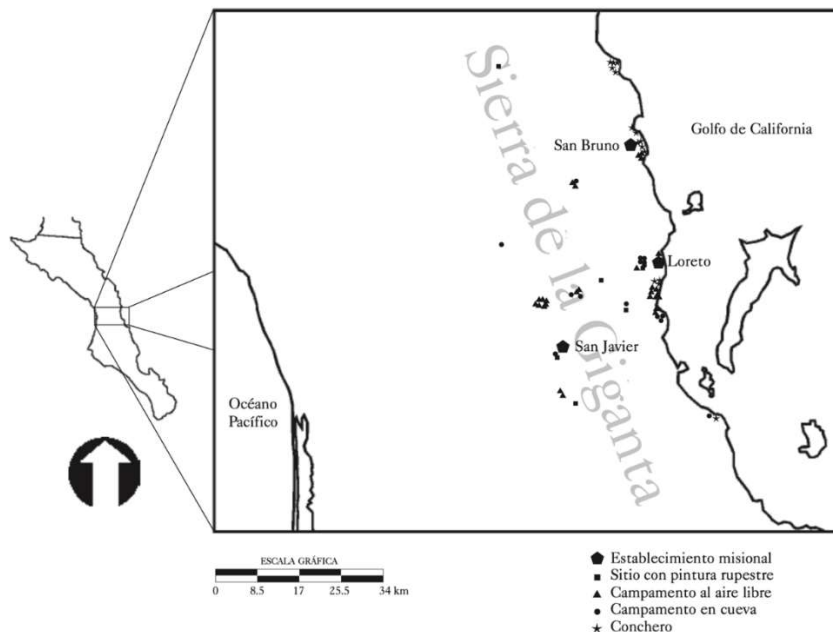 Sierra de la Giganta
Golfo de California
San Bruno
Loreto
San Javier
Océano
Pacífico
ESCALA GRÁFICA
0 8.5 17 25.5 34 km
Establecimiento misional
Sitio con pintura rupestre
Campamento al aire libre
Campamento en cueva
Conchero